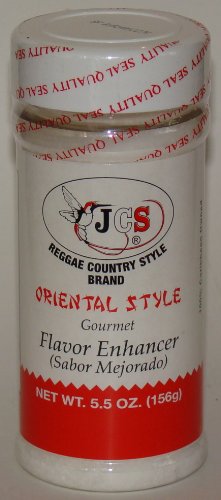 QUALITY SEAL QUALITY SEAL QUALITY
JCS
®
REGGAE COUNTRY STYLE
BRAND
ORIENTAL STYLE
Gourmet
Flavor Enhancer
(Sabor Mejorado)
NET WT. 5.5 OZ. (156g)